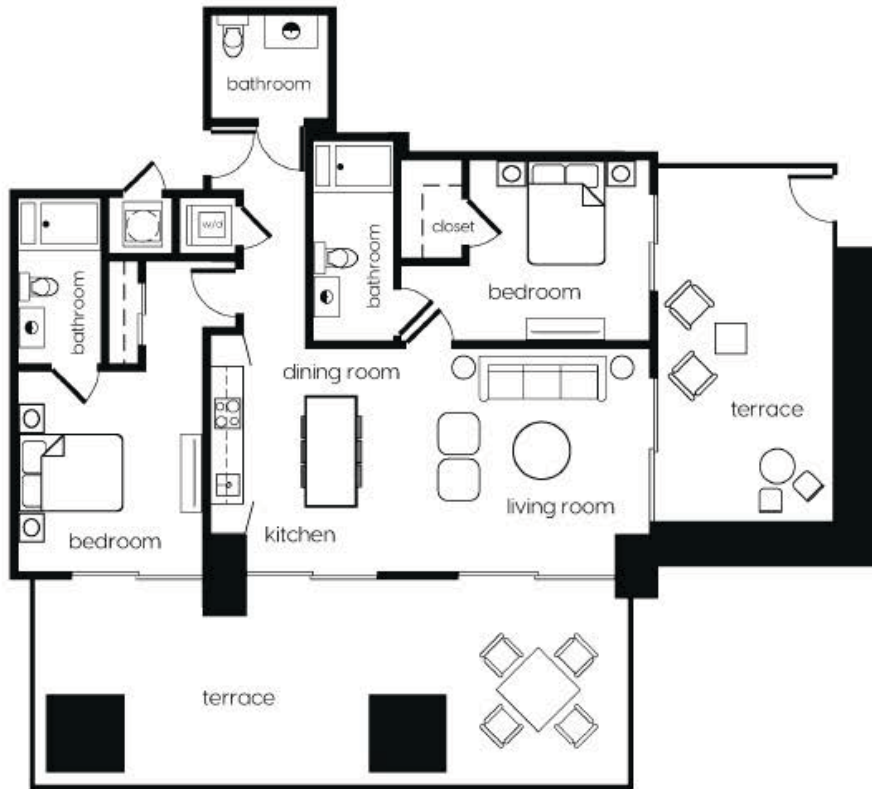 bathroom
w/d
closet
bathroom
bathroom
bedroom
dining room
terrace
living room
kitchen
bedroom
terrace